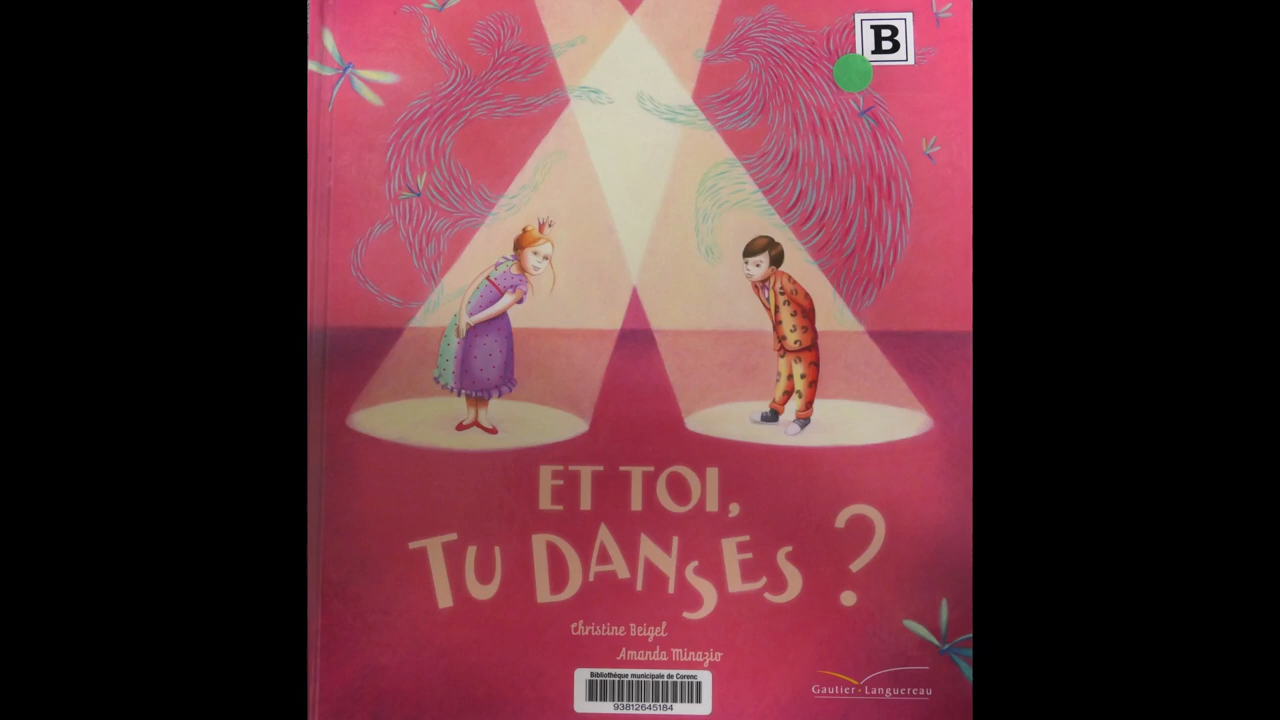 B
ET TOI,
TU DANSES ?
Christine Beigel
Amanda Minazio
Bibliothèque municipale de Corenc
93812645184
Gautier • Languereau